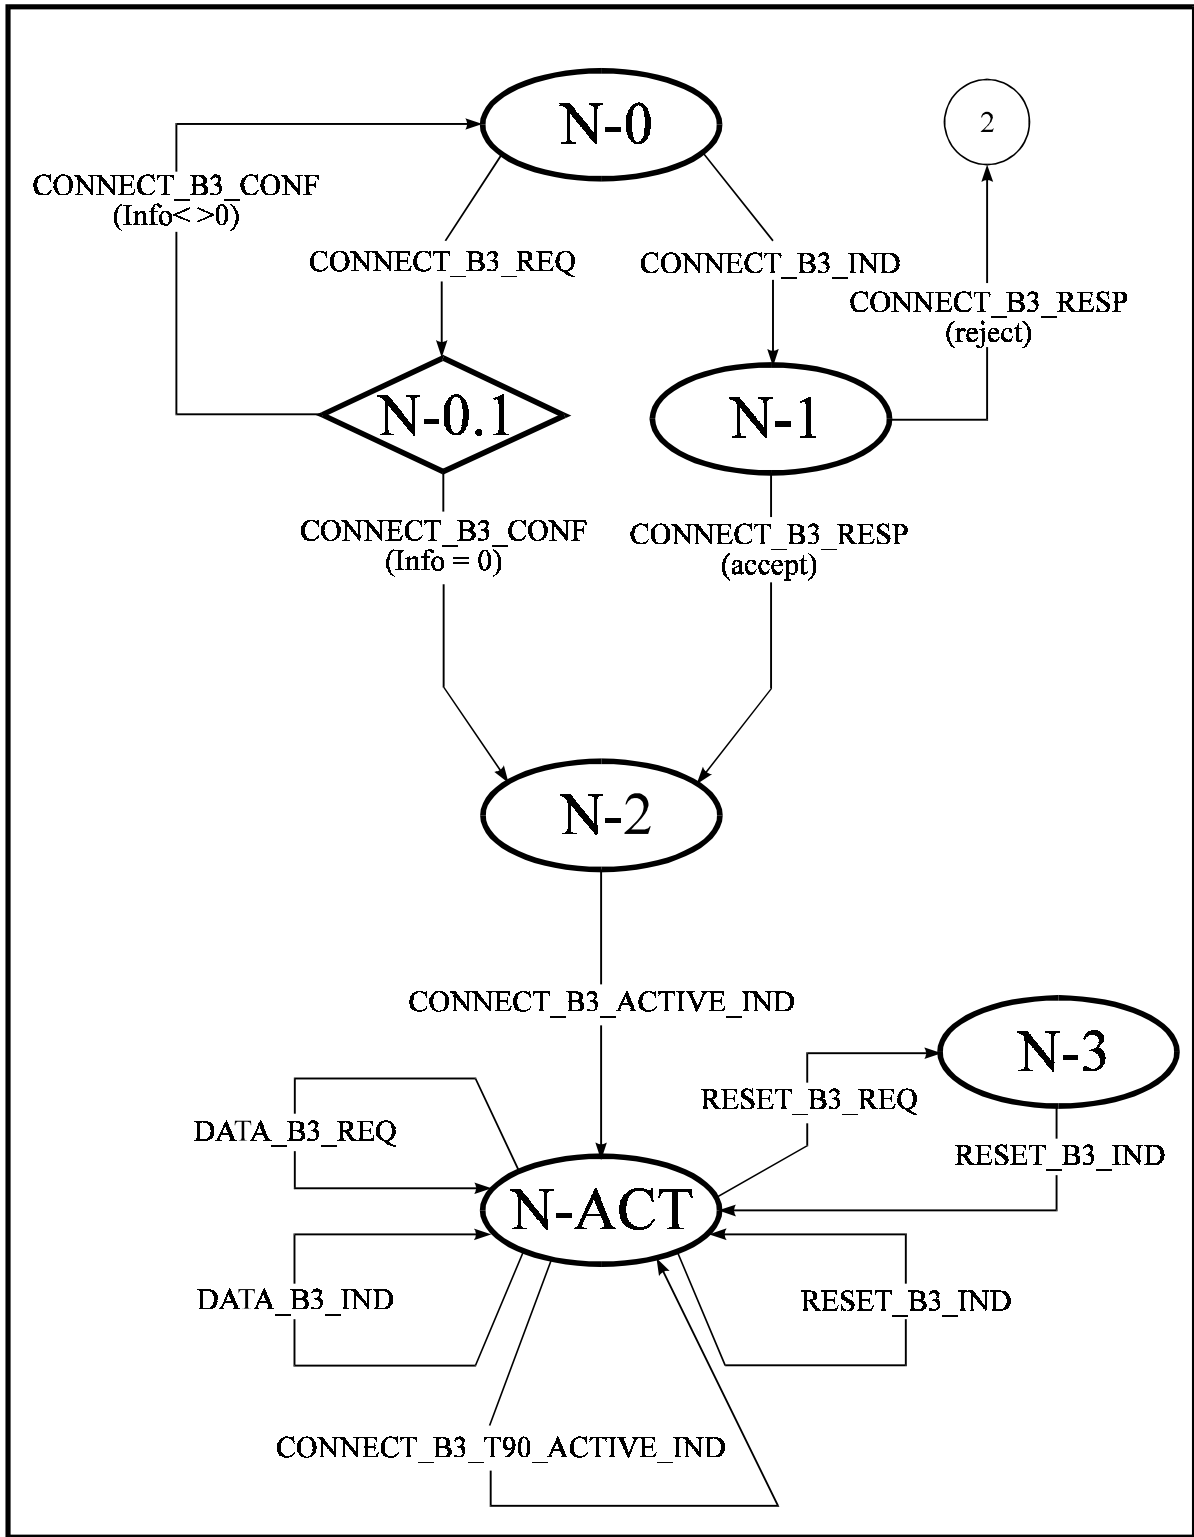 N-0
2
CONNECT_B3_CONF
(Info< >0)
CONNECT_B3_REQ
CONNECT_B3_IND
CONNECT_B3_RESP
(reject)
N-0.1
N-1
CONNECT_B3_CONF
(Info = 0)
CONNECT_B3_RESP
(accept)
N-2
CONNECT_B3_ACTIVE_IND
N-3
RESET_B3_REQ
DATA_B3_REQ
RESET_B3_IND
N-ACT
DATA_B3_IND
RESET_B3_IND
CONNECT_B3_T90_ACTIVE_IND